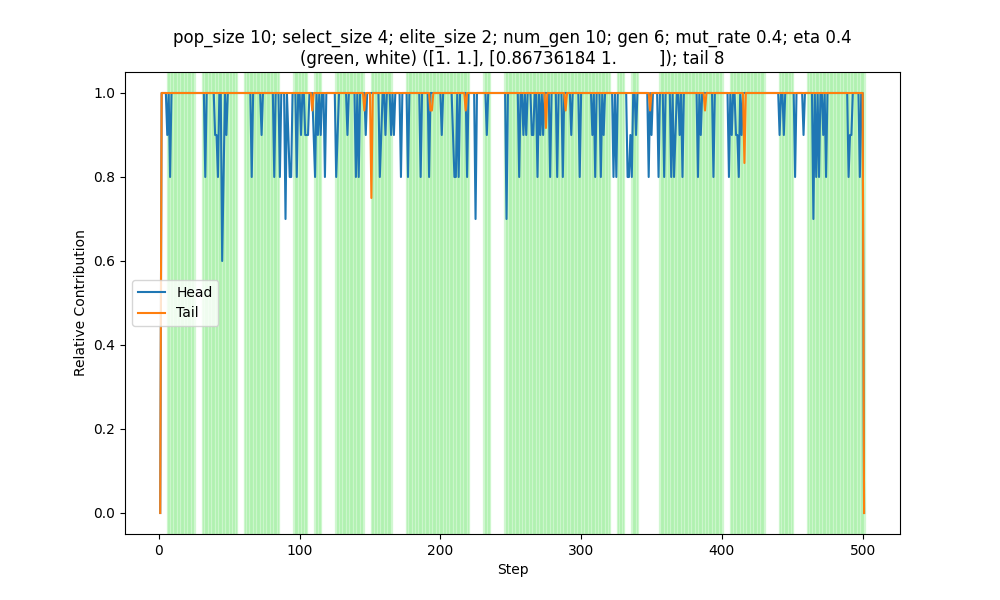 pop_size 10; select_size 4; elite_size 2; num_gen 10; gen 6; mut_rate 0.4; eta 0.4
(green, white) ([1. 1.], [0.86736184 1.         ]); tail 8
1.0
0.8
0.6
0.4
0.2
0.0
Relative Contribution
Head
Tail
0
100
200
300
400
500
Step